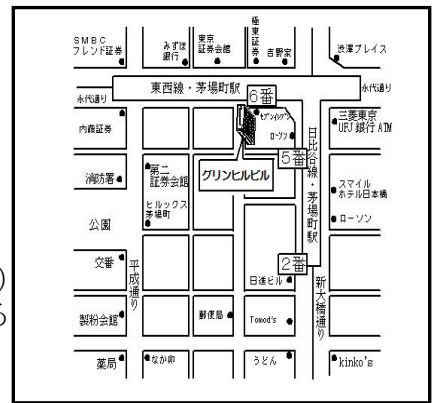 SMBC
フレンド証券
みずほ
銀行
東京
証券会館
極東証券
吉野家
渋澤プレイス
東西線・茅場町駅
永代通り
永代通り
6番
内藤証券
セブンイレブン
ローソン
三菱東京
UFJ銀行ATM
日比谷線・茅場町駅
5番
消防署
第二
証券会館
グリンヒルビル
スマイル
ホテル日本橋
ヒルックス
茅場町
ローソン
公園
2番
交番
平成通り
日進ビル
新大橋通り
製粉会館
郵便局
Tomod's
薬局
なか卯
うどん
kinko's
)
る